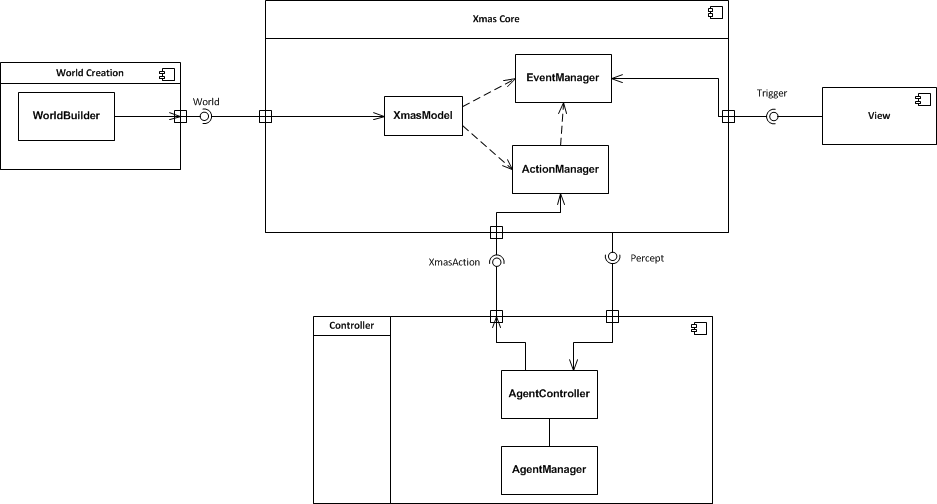 Xmas Core
World Creation
EventManager
WorldBuilder
World
XmasModel
Trigger
View
ActionManager
XmasAction
Percept
Controller
AgentController
AgentManager